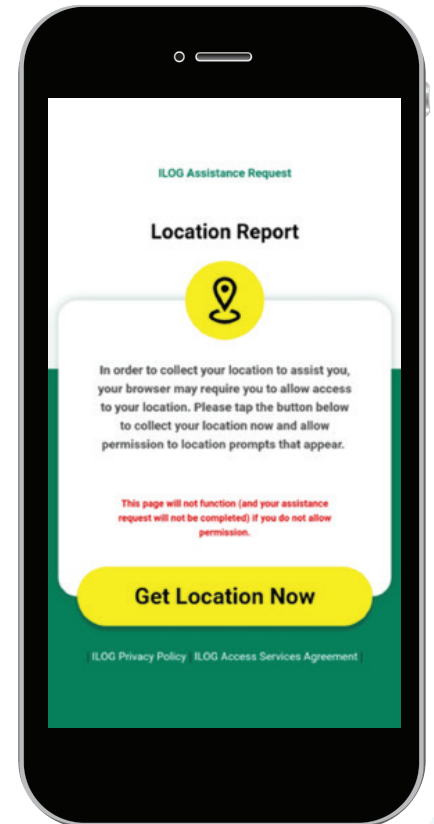 ILOG Assistance Request
Location Report
In order to collect your location to assist you,
your browser may require you to allow access
to your location. Please tap the button below
to collect your location now and allow
permission to location prompts that appear.
This page will not function (and your assistance
request will not be completed) if you do not allow
permission.
Get Location Now
| ILOG Privacy Policy | ILOG Access Services Agreement |